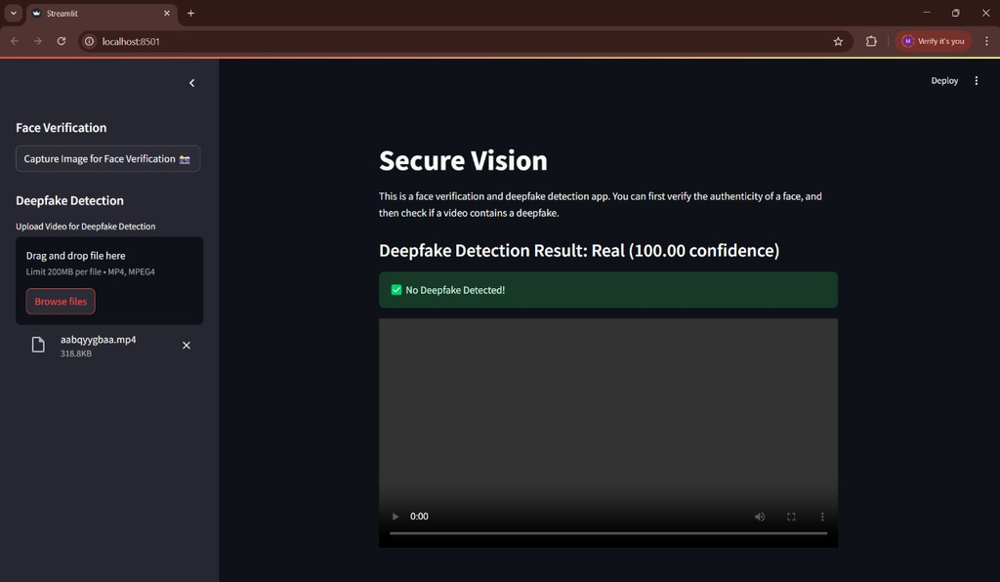 Streamlit
localhost:8501
Verify it's you
M
Deploy
Face Verification
Capture Image for Face Verification 📸
Deepfake Detection
Upload Video for Deepfake Detection
Drag and drop file here
Limit 200MB per file • MP4, MPEG4
Browse files
aabqyygbaa.mp4
318.8KB
Secure Vision
This is a face verification and deepfake detection app. You can first verify the authenticity of a face, and
then check if a video contains a deepfake.
Deepfake Detection Result: Real (100.00 confidence)
✅ No Deepfake Detected!
0:00